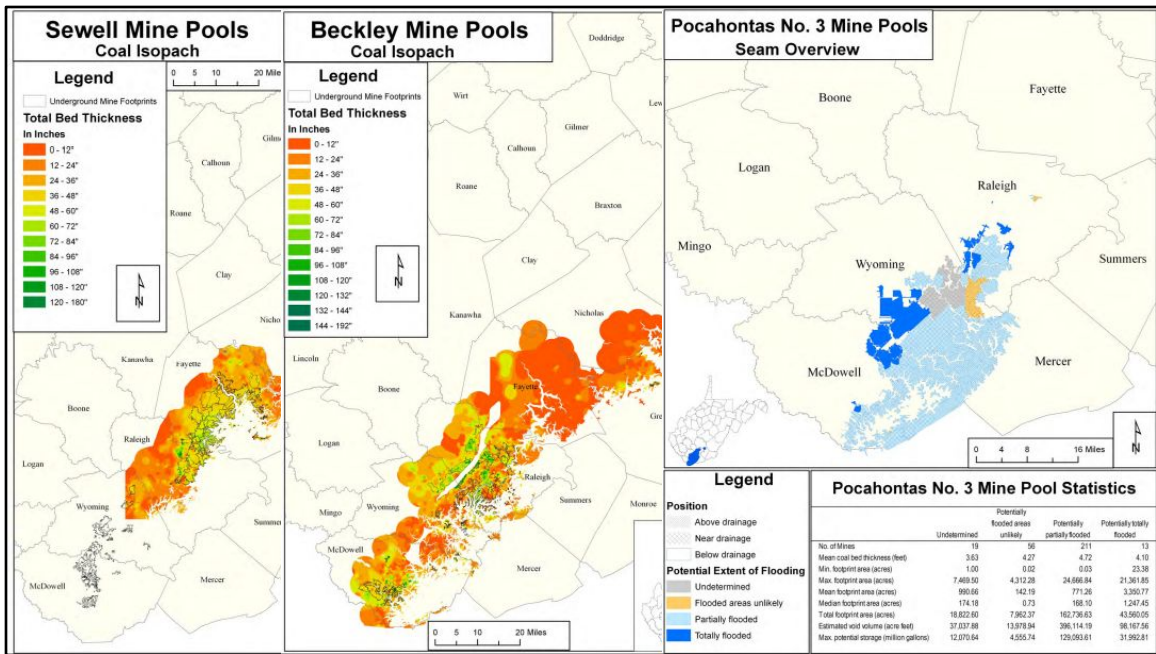 Sewell Mine Pools
Coal Isopach
Legend
0 5 10 20 Miles
Underground Mine Footprints
Total Bed Thickness
In Inches
0 - 12"
12 - 24"
24 - 36"
36 - 48"
48 - 60"
60 - 72"
72 - 84"
84 - 96"
96 - 108"
108 - 120"
120 - 180"
N
Gilm
Calhoun
Roane
Clay
Nicho
Kanawha
Fayette
Boone
Raleigh
Logan
Wyoming
Summer
McDowell
Mercer
Beckley Mine Pools
Coal Isopach
Legend
Underground Mine Footprints
Total Bed Thickness
In Inches
0 - 12"
12 - 24"
24 - 36"
36 - 48"
48 - 60"
60 - 72"
72 - 84"
84 - 96"
96 - 108"
108 - 120"
120 - 132"
132 - 144"
144 - 192"
N
Doddridge
Wirt
Lew
Gilmer
Calhoun
Roane
Braxton
Clay
Kanawha
Nicholas
Lincoln
Fayette
Boone
Gre
Logan
Raleigh
Summers
Monroe
Mingo
Wyoming
McDowell
Mercer
0 5 10 20 Miles
Pocahontas No. 3 Mine Pools
Seam Overview
Boone
Fayette
Logan
Raleigh
Mingo
Wyoming
Summers
McDowell
Mercer
0 4 8 16 Miles
N
Legend
Position
Above drainage
Near drainage
Below drainage
Potential Extent of Flooding
Undetermined
Flooded areas unlikely
Partially flooded
Totally flooded
Pocahontas No. 3 Mine Pool Statistics
Undetermined Potentially flooded areas unlikely Potentially partially flooded Potentially totally flooded
No. of Mines 19 56 211 13
Mean coal bed thickness (feet) 3.63 4.27 4.72 4.10
Min. footprint area (acres) 1.00 0.02 0.03 23.38
Max. footprint area (acres) 7,469.50 4,312.28 24,666.84 21,361.85
Mean footprint area (acres) 990.66 142.19 771.26 3,350.77
Median footprint area (acres) 174.18 0.73 168.10 1,247.45
Total footprint area (acres) 18,822.60 7,962.37 162,736.63 43,560.05
Estimated void volume (acre feet) 37,037.88 13,978.94 396,114.19 98,167.56
Max. potential storage (million gallons) 12,070.64 4,555.74 129,093.61 31,992.81